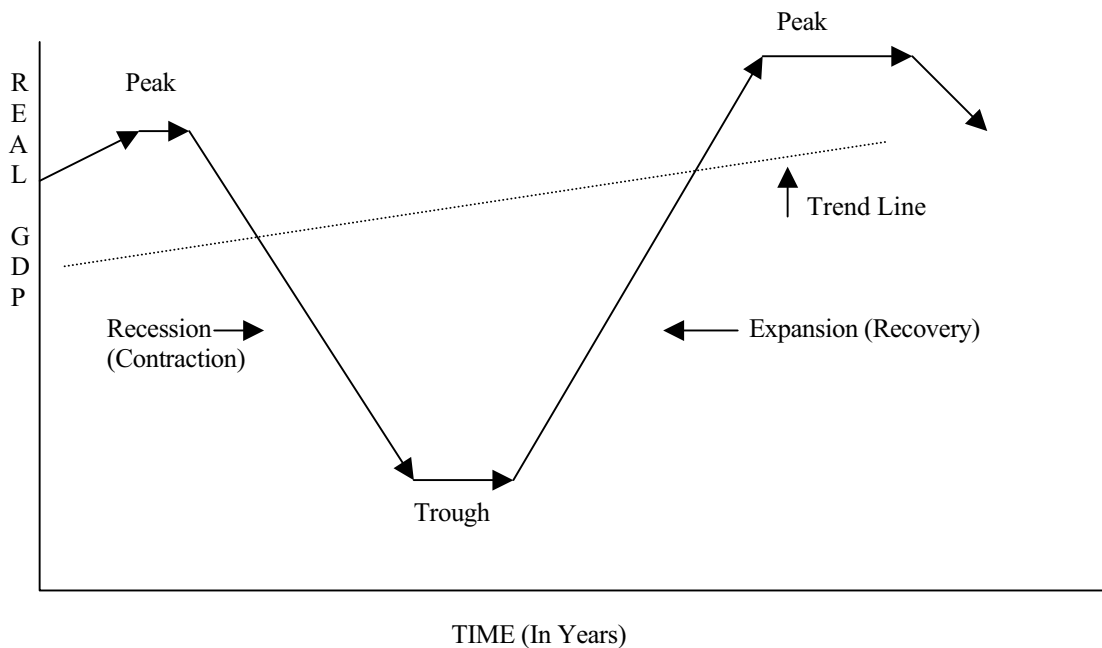 Peak
Peak
R
E
A
L
G
D
P
Trend Line
Recession
(Contraction)
Expansion (Recovery)
Trough
TIME (In Years)